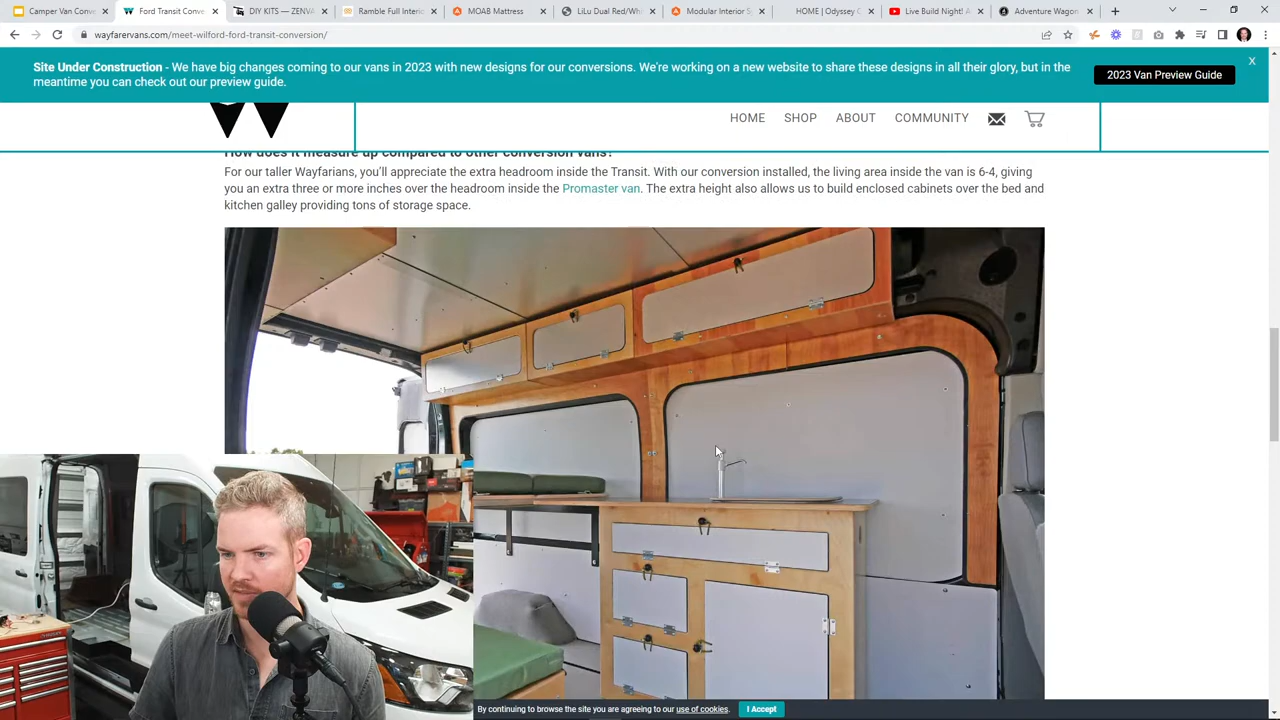 Camper Van Conv
Ford Transit Conve
DIY KITS — ZENVA
Ramble Full Interio
MOAB Mattress
LiLu Dual Red/Whi
Modular Interior Sy
HOME | Odyssey C
Live Build Night! A
Adventure Wagon
wayfarervans.com/meet-wilford-ford-transit-conversion/
Site Under Construction - We have big changes coming to our vans in 2023 with new designs for our conversions. We're working on a new website to share these designs in all their glory, but in the
meantime you can check out our preview guide.
2023 Van Preview Guide
X
HOME
SHOP
ABOUT
COMMUNITY
How does it measure up compared to other conversion vans?
For our taller Wayfarians, you'll appreciate the extra headroom inside the Transit. With our conversion installed, the living area inside the van is 6-4, giving
you an extra three or more inches over the headroom inside the Promaster van. The extra height also allows us to build enclosed cabinets over the bed and
kitchen galley providing tons of storage space.
By continuing to browse the site you are agreeing to our use of cookies.
I Accept